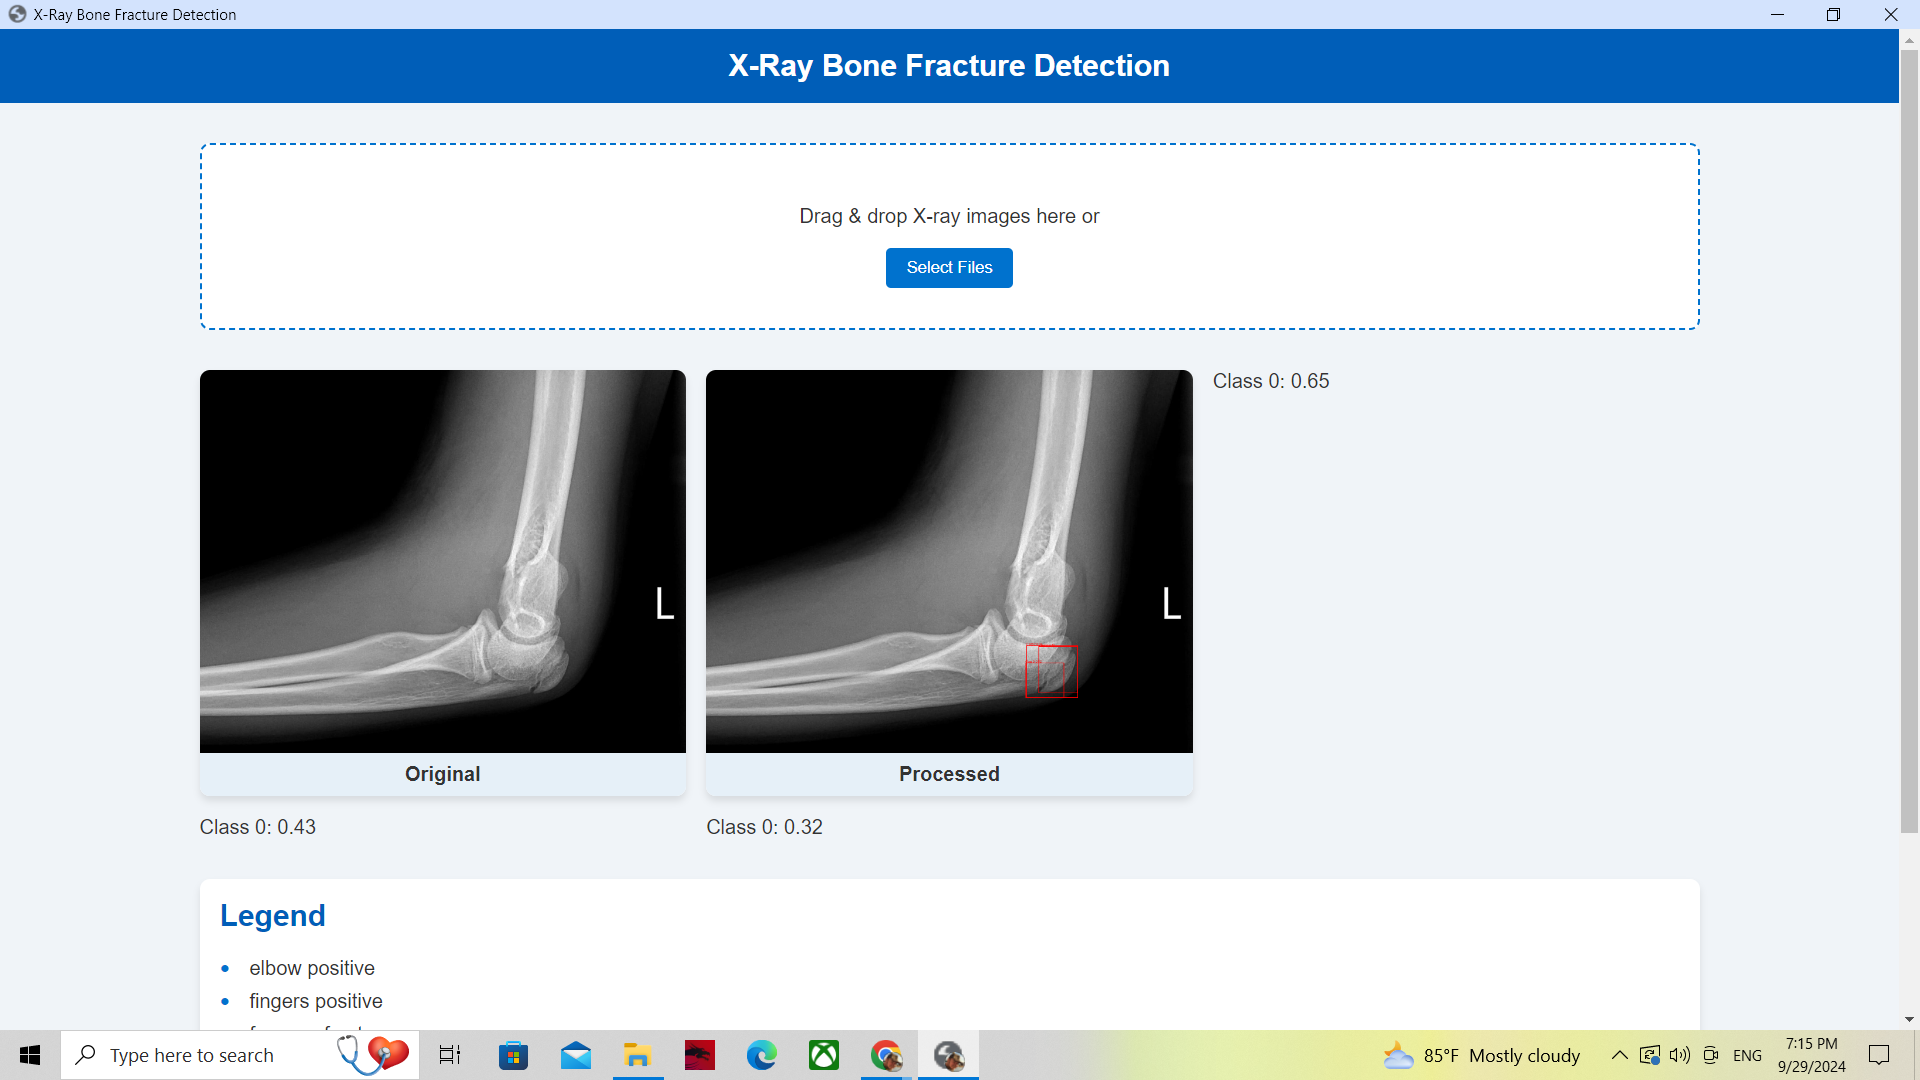 X-Ray Bone Fracture Detection
X-Ray Bone Fracture Detection
Drag & drop X-ray images here or
Select Files
Class 0: 0.65
L
L
Original
Processed
Class 0: 0.43
Class 0: 0.32
Legend
elbow positive
fingers positive
Type here to search
85°F Mostly cloudy
ENG
7:15 PM
9/29/2024